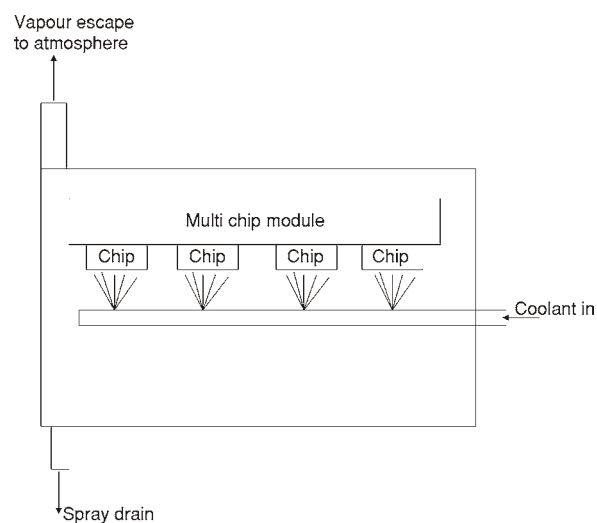 Vapour escape
to atmosphere
Multi chip module
Chip Chip Chip Chip
Coolant in
Spray drain